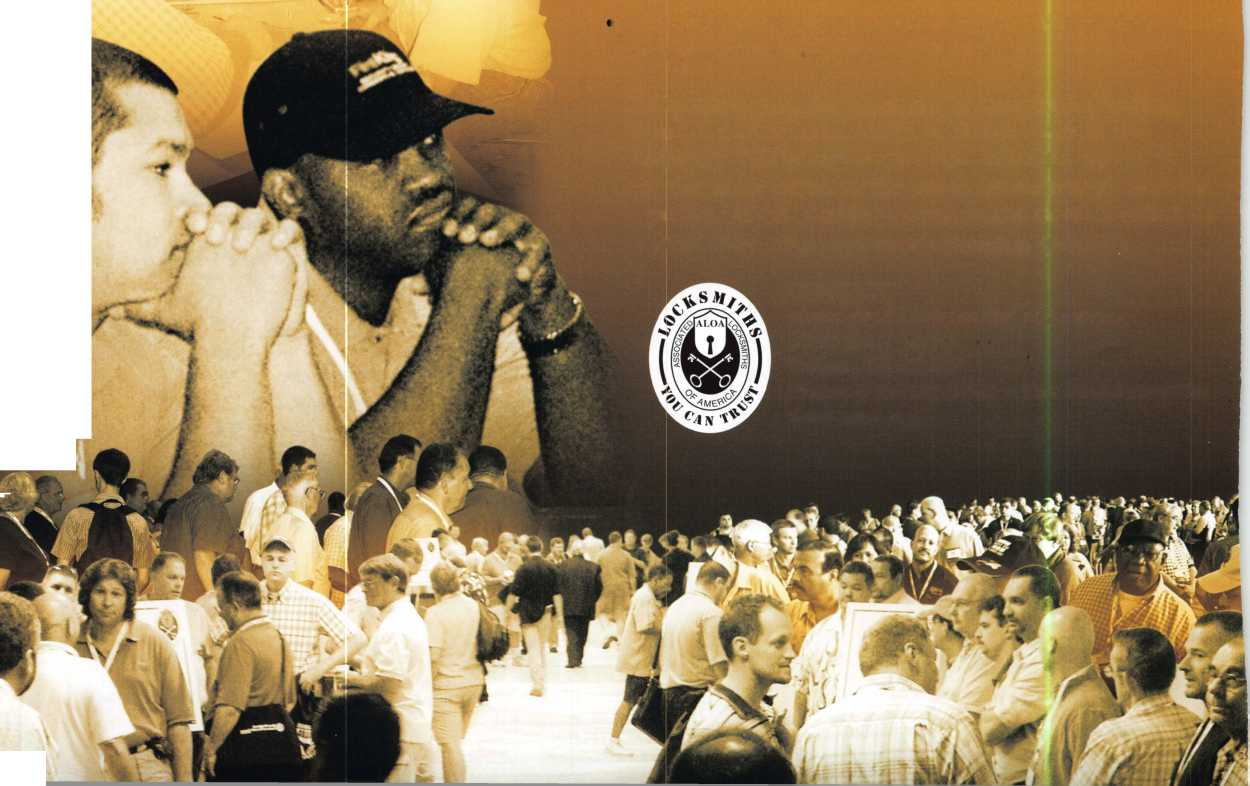 LOCKSMITHS
ALOA
ASSOCIATED LOCKSMITHS
OF AMERICA
YOU CAN TRUST